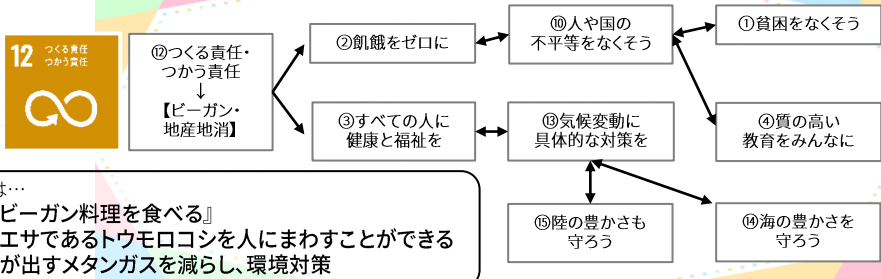 12 つくる責任
つかう責任
⑫つくる責任・
つかう責任
↓
【ビーガン・
地産地消】
②飢餓をゼロに
③すべての人に
健康と福祉を
⑩人や国の
不平等をなくそう
⑬気候変動に
具体的な対策を
①貧困をなくそう
④質の高い
教育をみんなに
⑮陸の豊かさも
守ろう
⑭海の豊かさを
守ろう
は…
ビーガン料理を食べる』
エサであるトウモロコシを人にまわすことができる
が出すメタンガスを減らし、環境対策